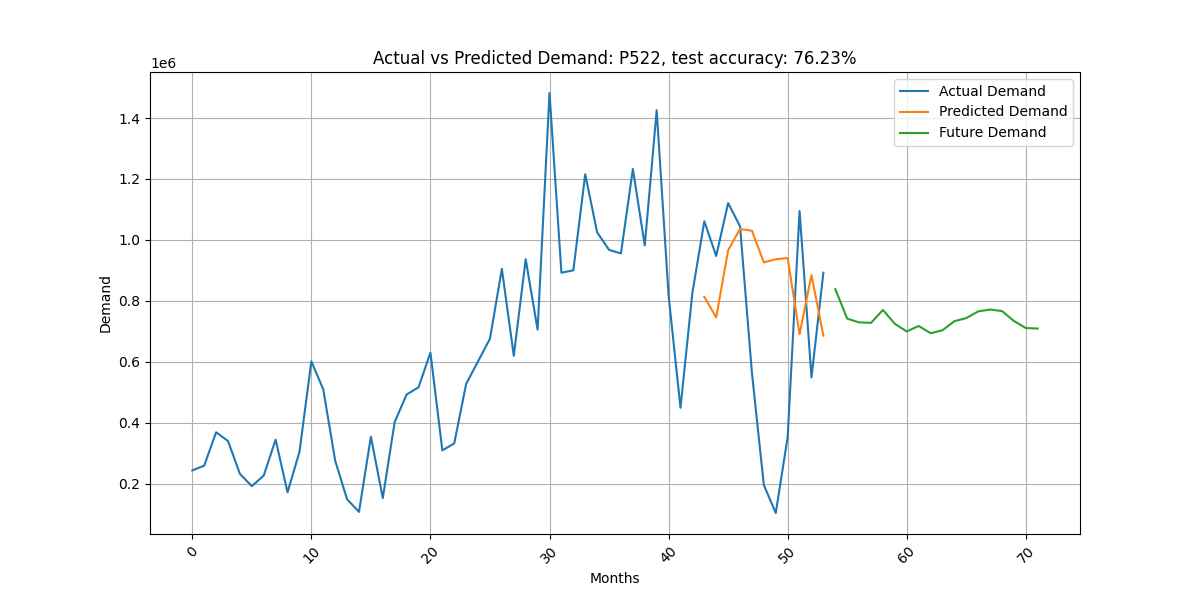 Actual vs Predicted Demand: P522, test accuracy: 76.23%
1e6
Actual Demand
Predicted Demand
Future Demand
1.4
1.2
1.0
0.8
0.6
0.4
0.2
Demand
0 10 20 30 40 50 60 70
Months